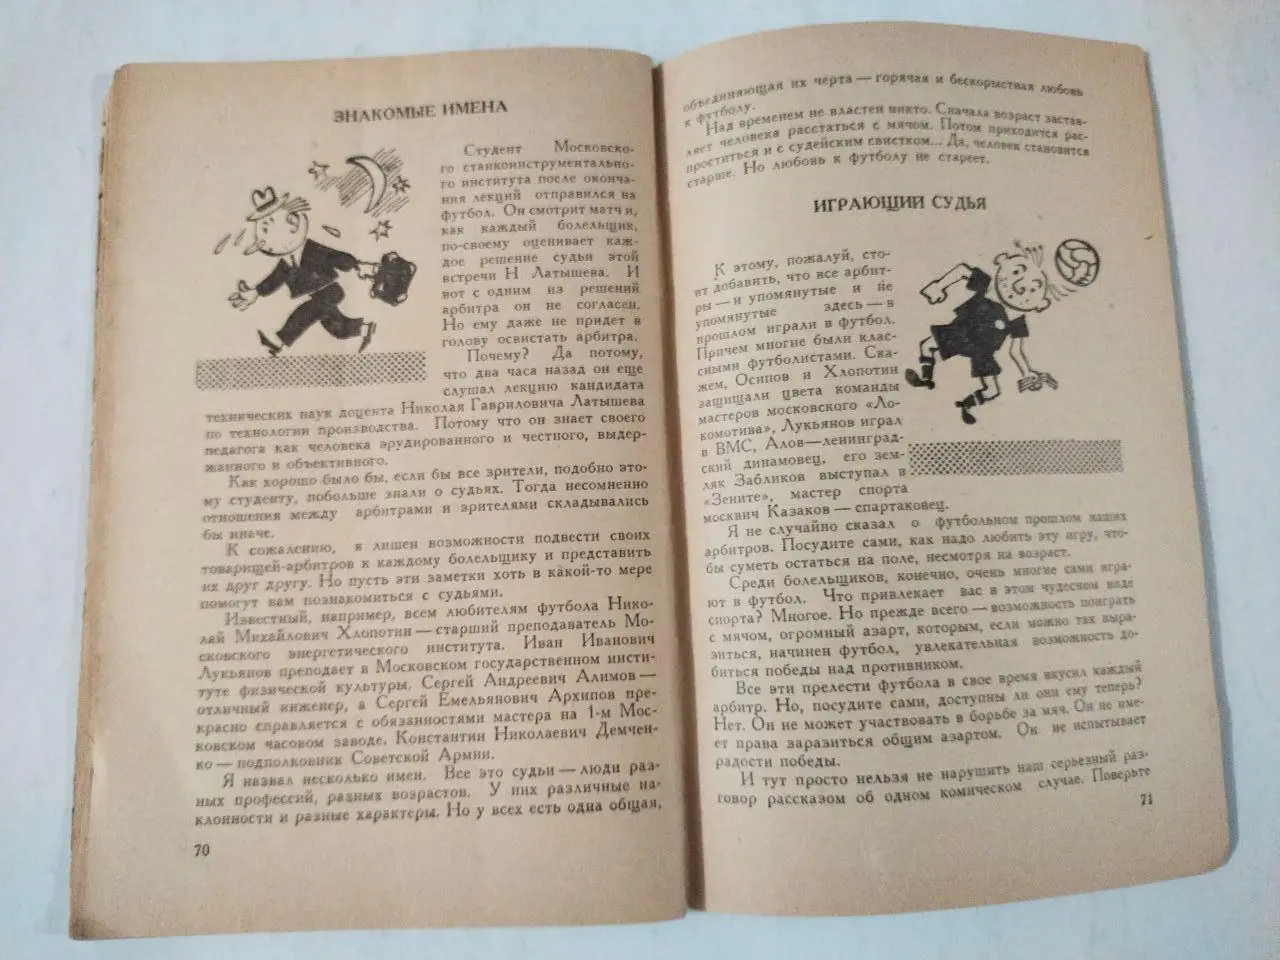 ЗНАКОМЫЕ ИМЕНА
Студент Московско-
го станкоинструментально-
го института после оконча-
ния лекций отправился на
футбол. Он смотрит матч и,
как каждый болельщик,
по-своему оценивает каж-
дое решение судьи этой
встречи Н. Латышева. И
вот с одним из решений
арбитра он не согласен.
Но ему даже не придет в
голову освистать арбитра.
Почему? Да потому,
что два часа назад он еще
слушал лекцию кандидата
технических наук доцента Николая Гавриловича Латышева
по технологии производства. Потому что он знает своего
педагога как человека эрудированного и честного, выдер-
жанного и объективного.
Как хорошо было бы, если бы все зрители, подобно это-
му студенту, побольше знали о судьях. Тогда несомненно
отношения между арбитрами и зрителями складывались
бы иначе.
К сожалению, я лишен возможности подвести своих
товарищей-арбитров к каждому болельщику и представить
их друг другу. Но пусть эти заметки хоть в какой-то мере
помогут вам познакомиться с судьями.
Известный, например, всем любителям футбола Нико-
лай Михайлович Хлопотин — старший преподаватель Мо-
сковского энергетического института. Иван Иванович
Лукьянов преподает в Московском государственном инсти-
туте физической культуры. Сергей Андреевич Алимов —
отличный инженер, а Сергей Емельянович Архипов пре-
красно справляется с обязанностями мастера на 1-м Мос-
ковском часовом заводе. Константин Николаевич Демчен-
ко — подполковник Советской Армии.
Я назвал несколько имен. Все это судьи — люди раз-
ных профессий, разных возрастов. У них различные на-
клонности и разные характеры. Но у всех есть одна общая,
70
объединяющая их черта — горячая и бескорыстная любовь
к футболу.
Над временем не властен никто. Сначала возраст застав-
ляет человека расстаться с мячом. Потом приходится рас-
проститься и с судейским свистком... Да, человек становится
старше. Но любовь к футболу не стареет.
ИГРАЮЩИЙ СУДЬЯ
К этому, пожалуй, сто-
ит добавить, что все арбит-
ры — и упомянутые и не
упомянутые здесь — в
прошлом играли в футбол.
Причем многие были клас-
сными футболистами. Ска-
жем, Осипов и Хлопотин
защищали цвета команды
мастеров московского «Ло-
комотива», Лукьянов играл
в ВМС, Алов—ленинград-
ский динамовец, его зем-
ляк Забликов выступал в
«Зените», мастер спорта
москвич Казаков — спартаковец.
Я не случайно сказал о футбольном прошлом наших
арбитров. Посудите сами, как надо любить эту игру, что-
бы суметь остаться на поле, несмотря на возраст.
Среди болельщиков, конечно, очень многие сами игра-
ют в футбол. Что привлекает вас в этом чудесном виде
спорта? Многое. Но прежде всего — возможность поиграть
с мячом, огромный азарт, которым, если можно так выра-
зиться, начинен футбол, увлекательная возможность до-
биться победы над противником.
Все эти прелести футбола в свое время вкусил каждый
арбитр. Но, посудите сами, доступны ли они ему теперь?
Нет. Он не может участвовать в борьбе за мяч. Он не име-
ет права заразиться общим азартом. Он не испытывает
радости победы.
И тут просто нельзя не нарушить наш серьезный раз-
говор рассказом об одном комическом случае. Поверьте
71